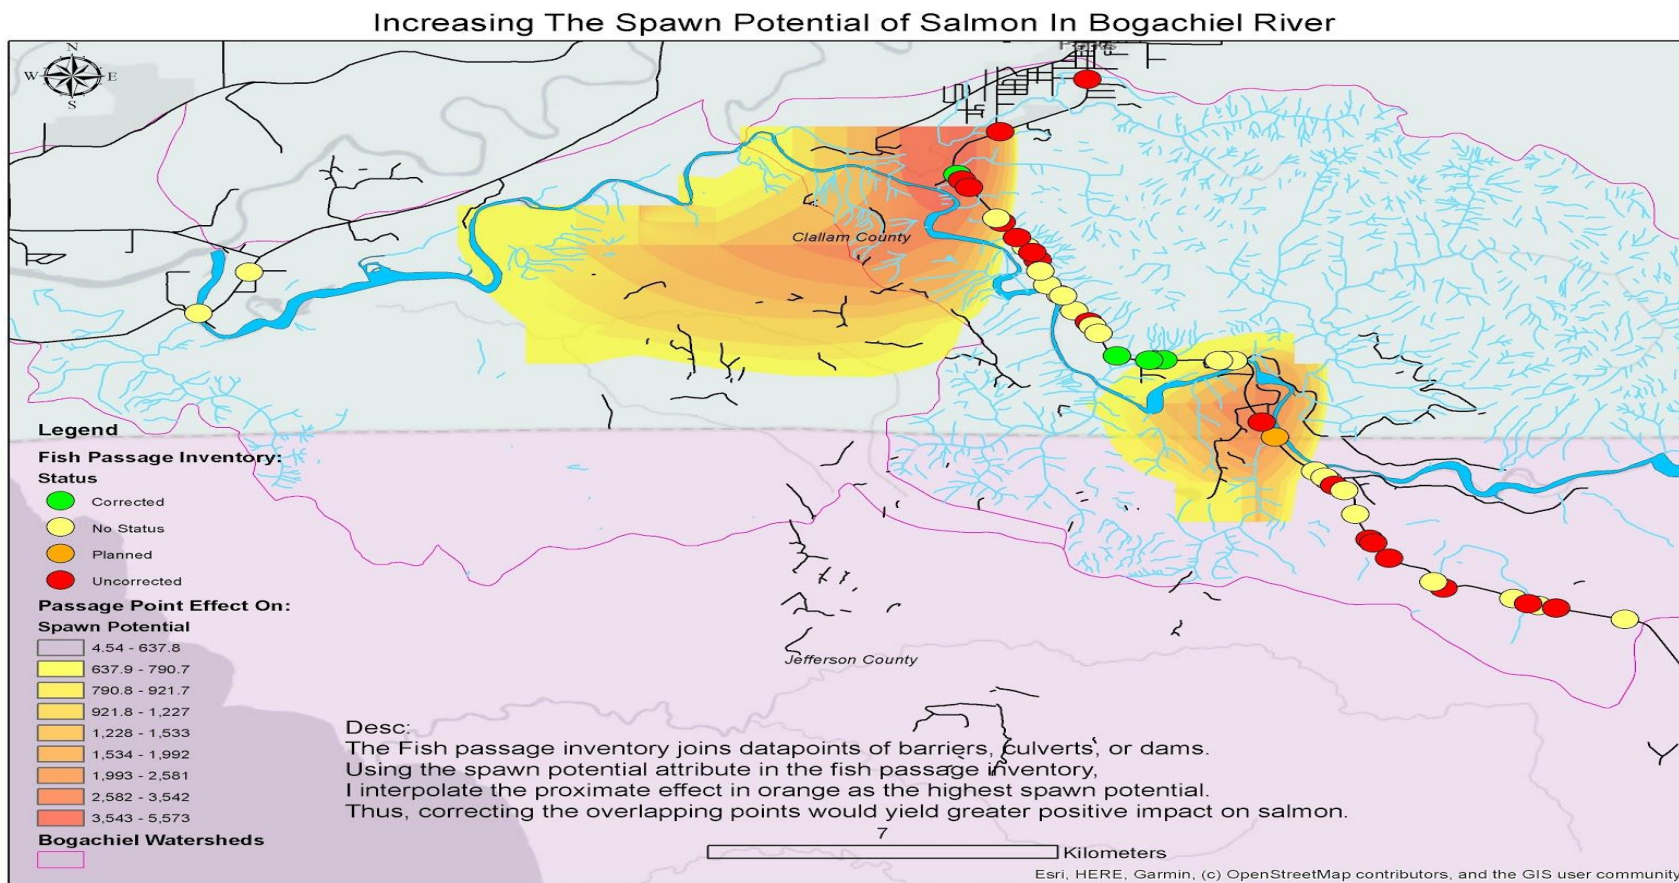 Increasing The Spawn Potential of Salmon In Bogachiel River
N
W E
S
Forks
Clallam County
Legend
Fish Passage Inventory:
Status
Corrected
No Status
Planned
Uncorrected
Passage Point Effect On:
Spawn Potential
4.54 - 637.8
637.9 - 790.7
790.8 - 921.7
921.8 - 1,227
1,228 - 1,533
1,534 - 1,992
1,993 - 2,581
2,582 - 3,542
3,543 - 5,573
Bogachiel Watersheds
Jefferson County
Desc:
The Fish passage inventory joins datapoints of barriers, culverts, or dams.
Using the spawn potential attribute in the fish passage inventory,
I interpolate the proximate effect in orange as the highest spawn potential.
Thus, correcting the overlapping points would yield greater positive impact on salmon.
7
Kilometers
Esri, HERE, Garmin, (c) OpenStreetMap contributors, and the GIS user community